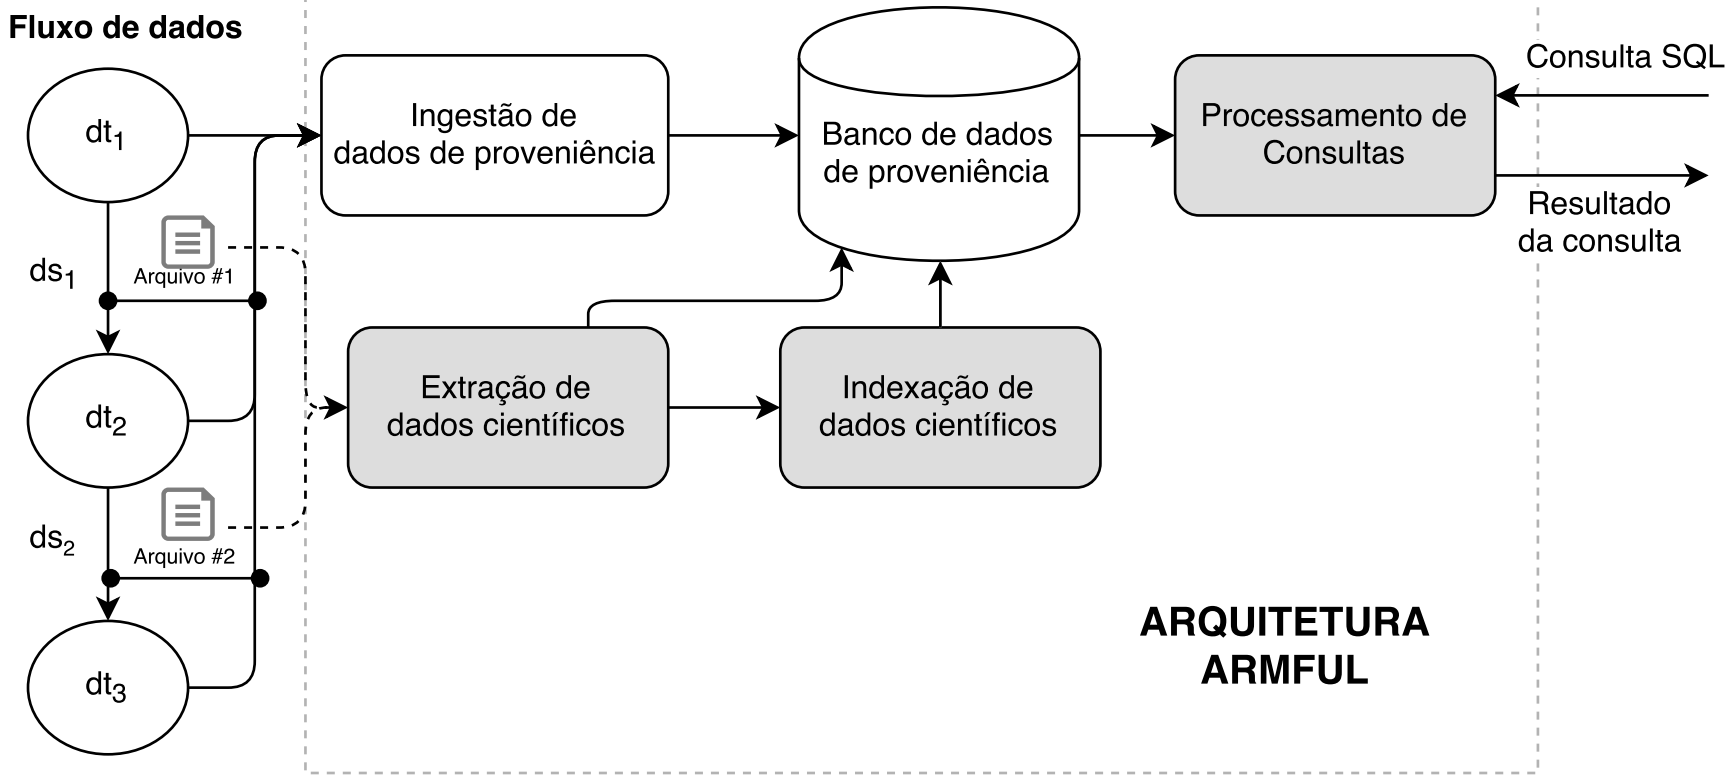 Fluxo de dados
dt1
ds1
Arquivo #1
dt2
ds2
Arquivo #2
dt3
Ingestão de
dados de proveniência
Banco de dados
de proveniência
Processamento de
Consultas
Consulta SQL
Resultado
da consulta
Extração de
dados científicos
Indexação de
dados científicos
ARQUITETURA
ARMFUL